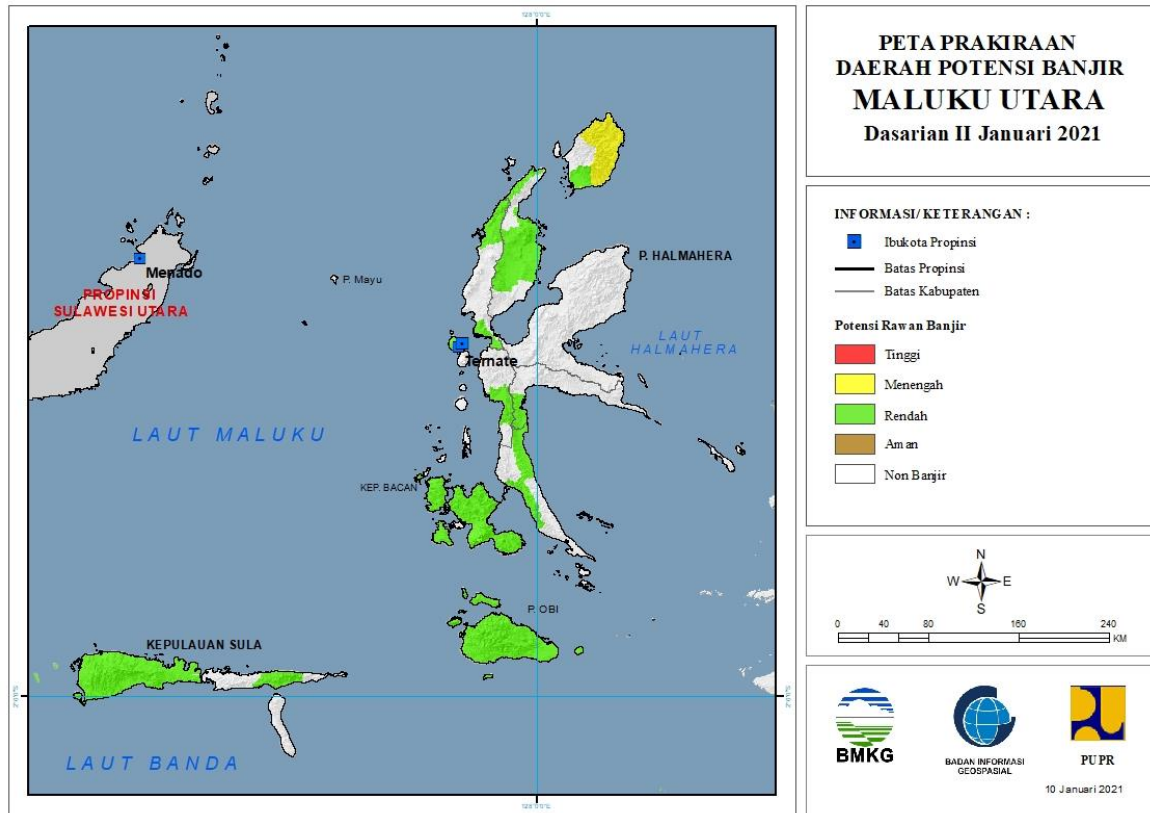 PETA PRAKIRAAN
DAERAH POTENSI BANJIR
MALUKU UTARA
Dasarian II Januari 2021
INFORMASI/ KETERANGAN :
Ibukota Propinsi
Batas Propinsi
Batas Kabupaten
Potensi Rawan Banjir
Tinggi
Menengah
Rendah
Aman
Non Banjir
N
W E
S
0 40 80 160 240
KM
BMKG
BADAN INFORMASI
GEOSPASIAL
PUPR
10 Januari 2021
Menado
PROPINSI
SULAWESI UTARA
P. Mayu
P. HALMAHERA
LAUT
HALMAHERA
Ternate
LAUT MALUKU
KEP. BACAN
P. OBI
KEPULAUAN SULA
LAUT BANDA